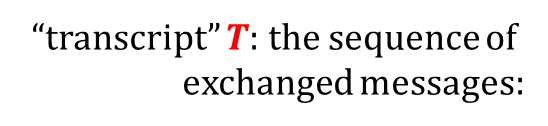 “transcript” T: the sequence of
exchanged messages: